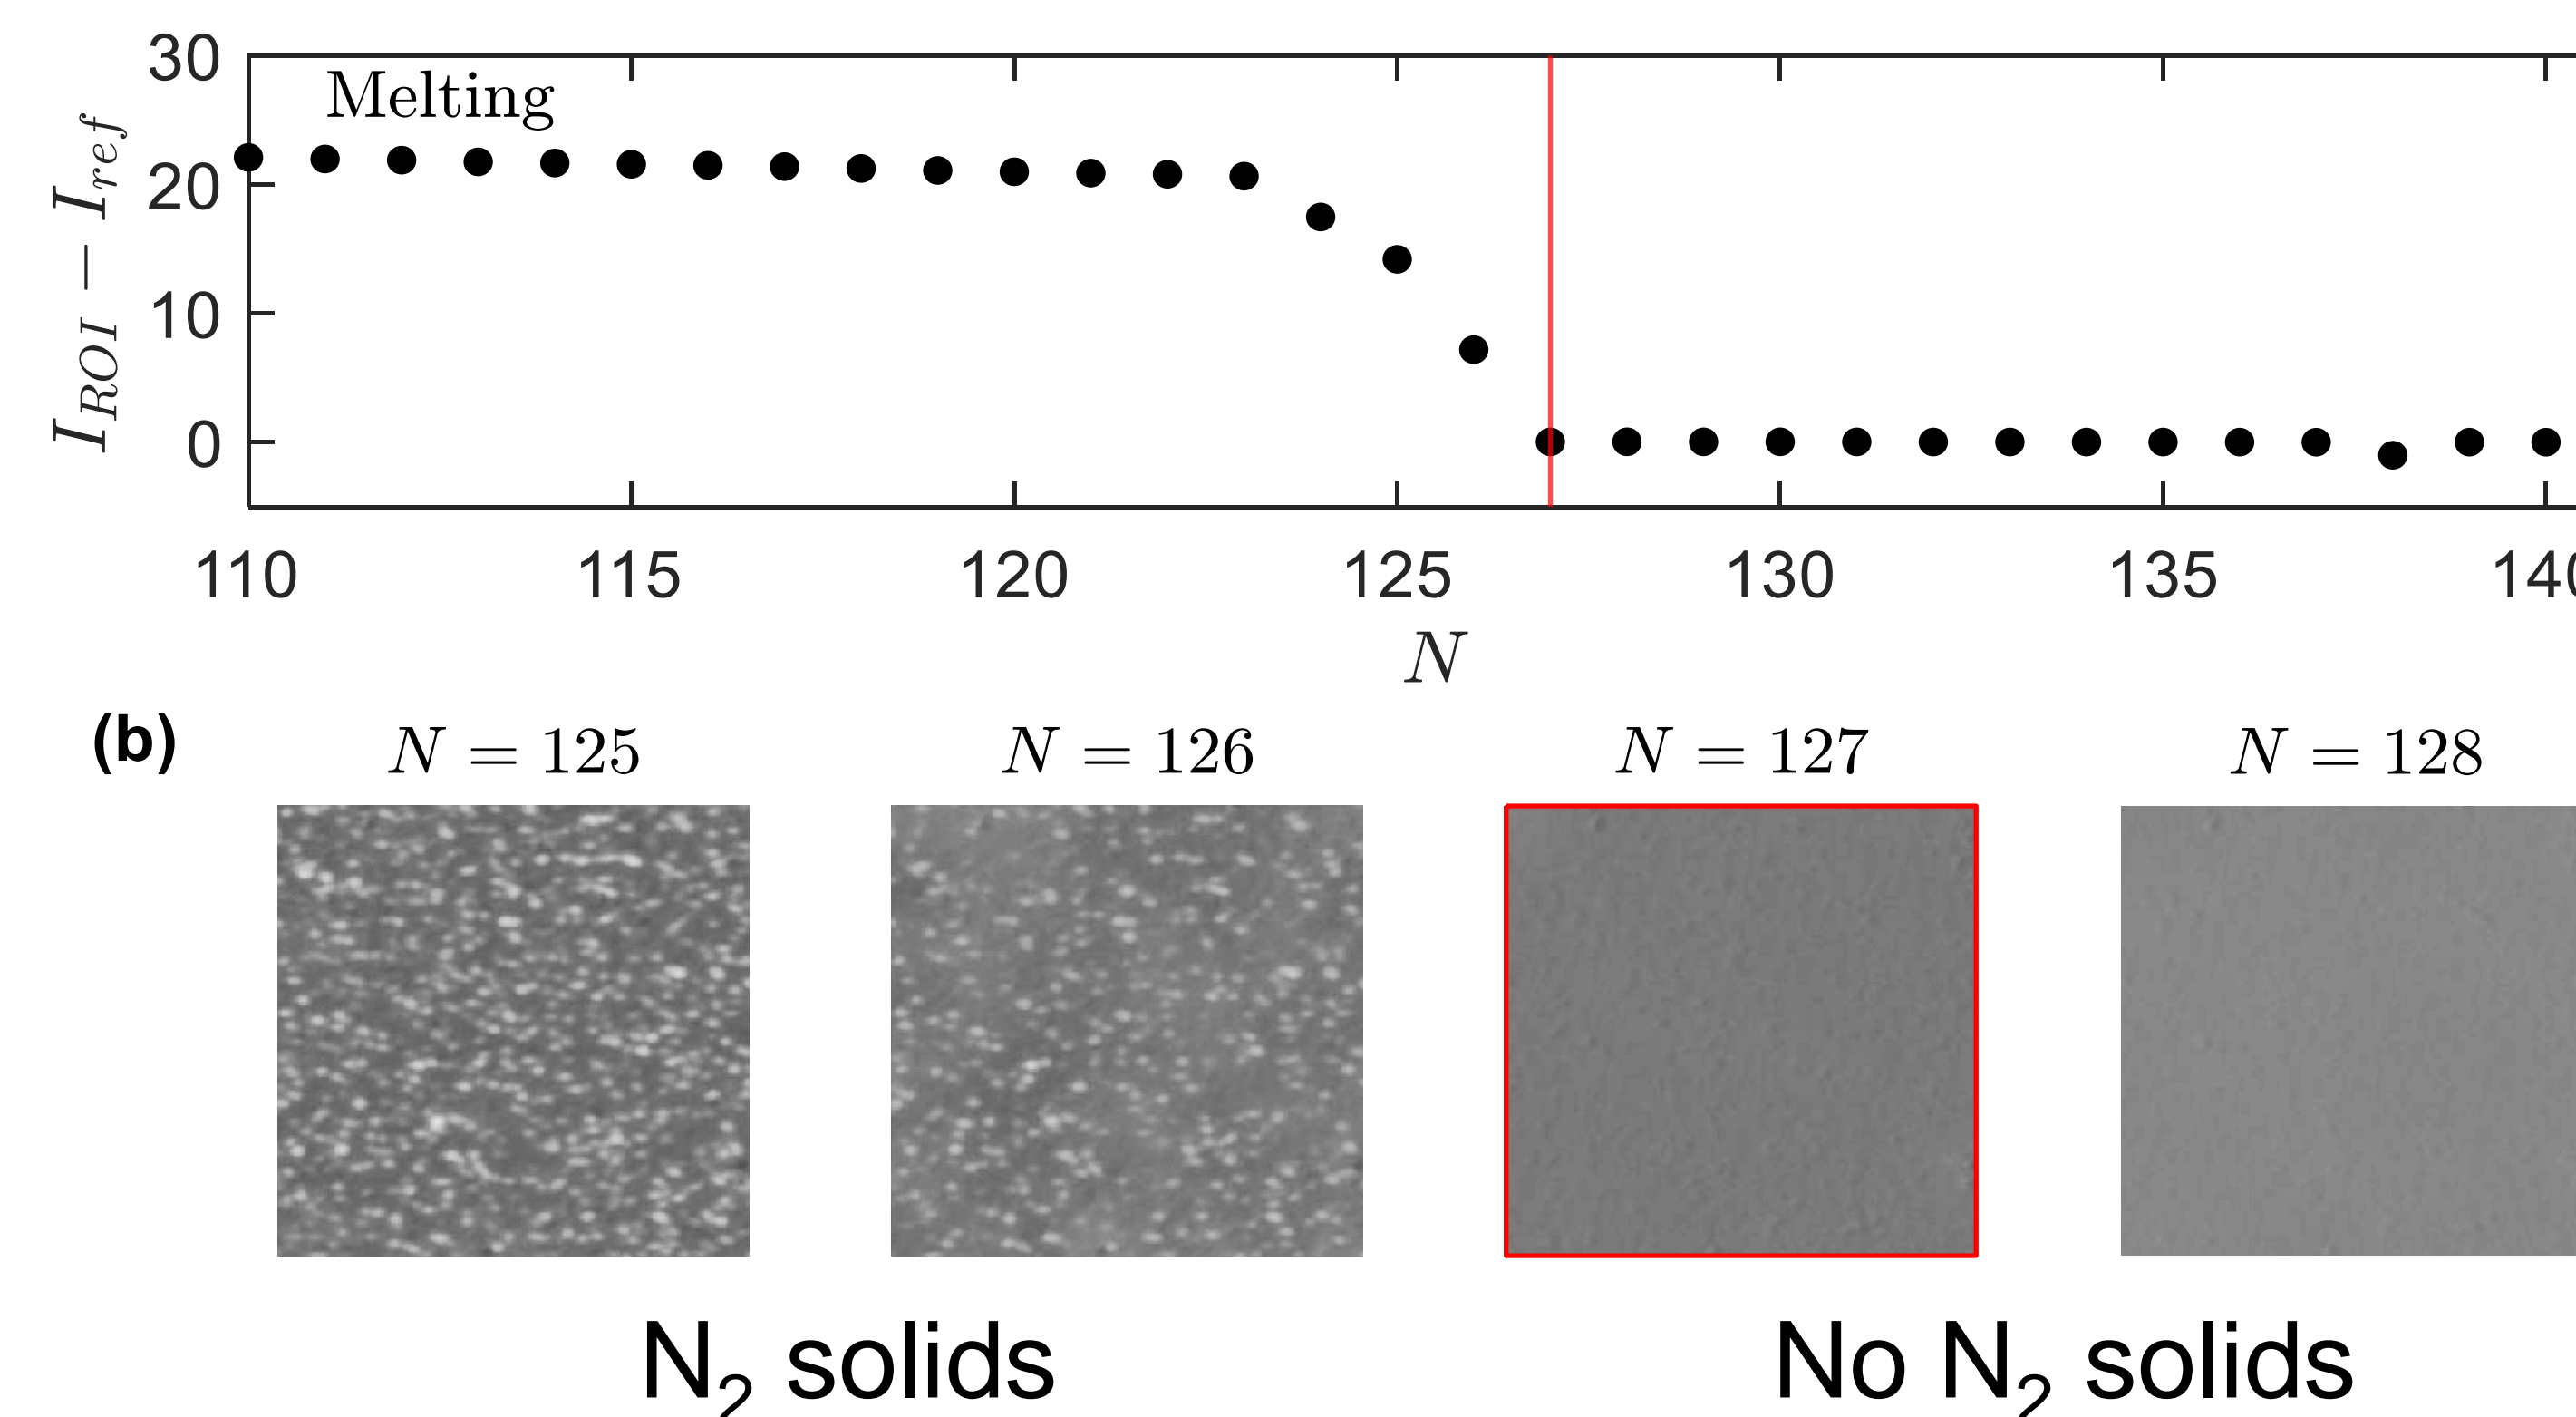 30
Melting
20
10
0
I_{ROI} − I_{ref}
110 115 120 125 130 135
N
(b)
N = 125 N = 126 N = 127 N = 128
N₂ solids No N₂ solids